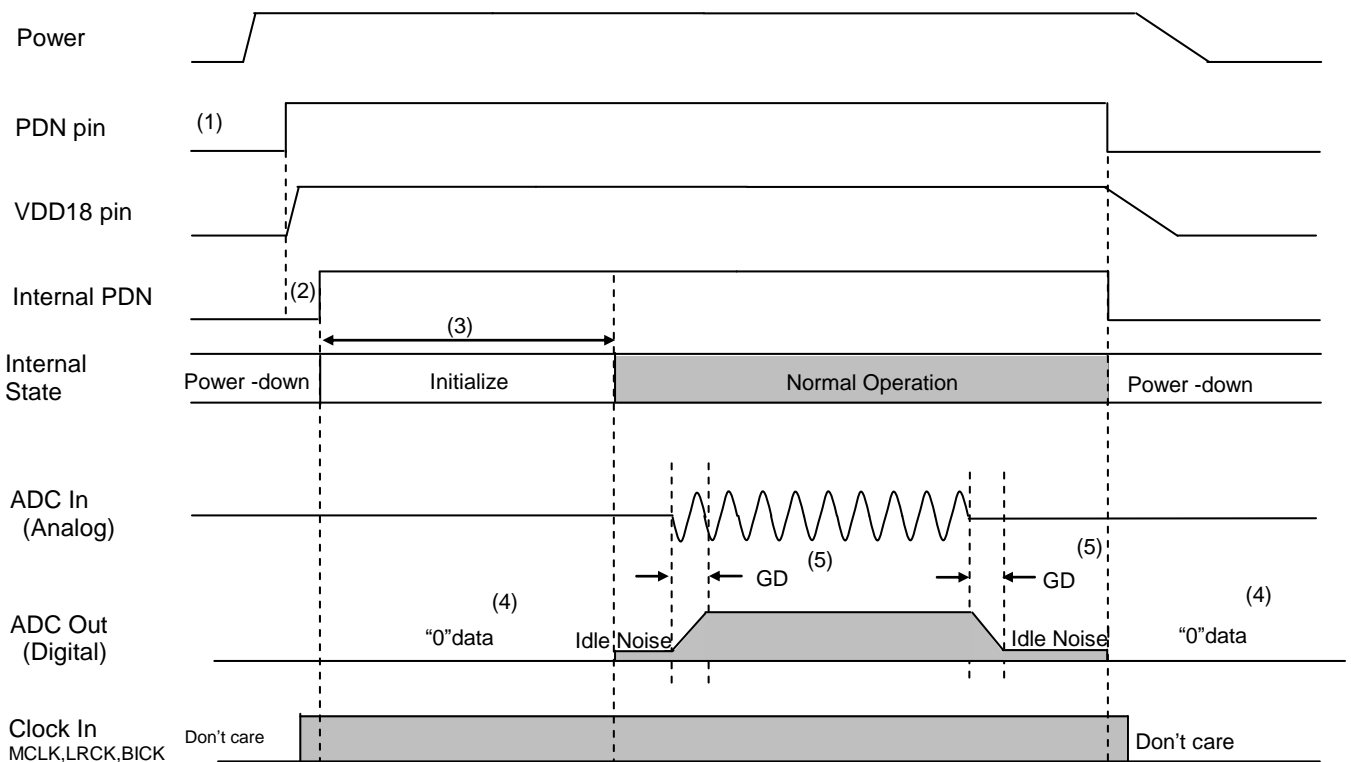 Power
PDN pin
(1)
VDD18 pin
Internal PDN
(2)
(3)
Internal
State
Power -down
Initialize
Normal Operation
Power -down
ADC In
(Analog)
(5)
GD
(5)
GD
ADC Out
(Digital)
(4)
“0”data
Idle Noise
Idle Noise
(4)
“0”data
Clock In
MCLK,LRCK,BICK
Don’t care
Don’t care